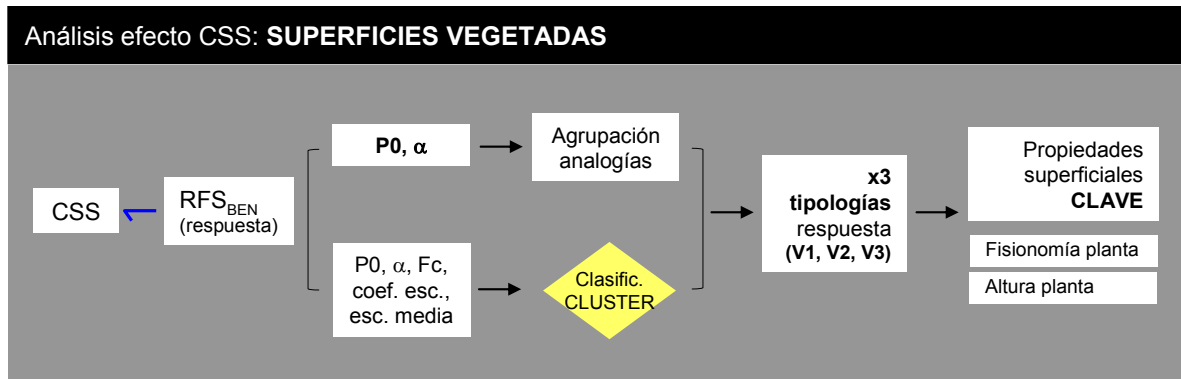 Análisis efecto CSS: SUPERFICIES VEGETADAS
CSS
RFS_BEN
(respuesta)
P0, α
Agrupación
analogías
P0, α, Fc,
coef. esc.,
esc. media
Clasific.
CLUSTER
x3
tipologías
respuesta
(V1, V2, V3)
Propiedades
superficiales
CLAVE
Fisionomía planta
Altura planta